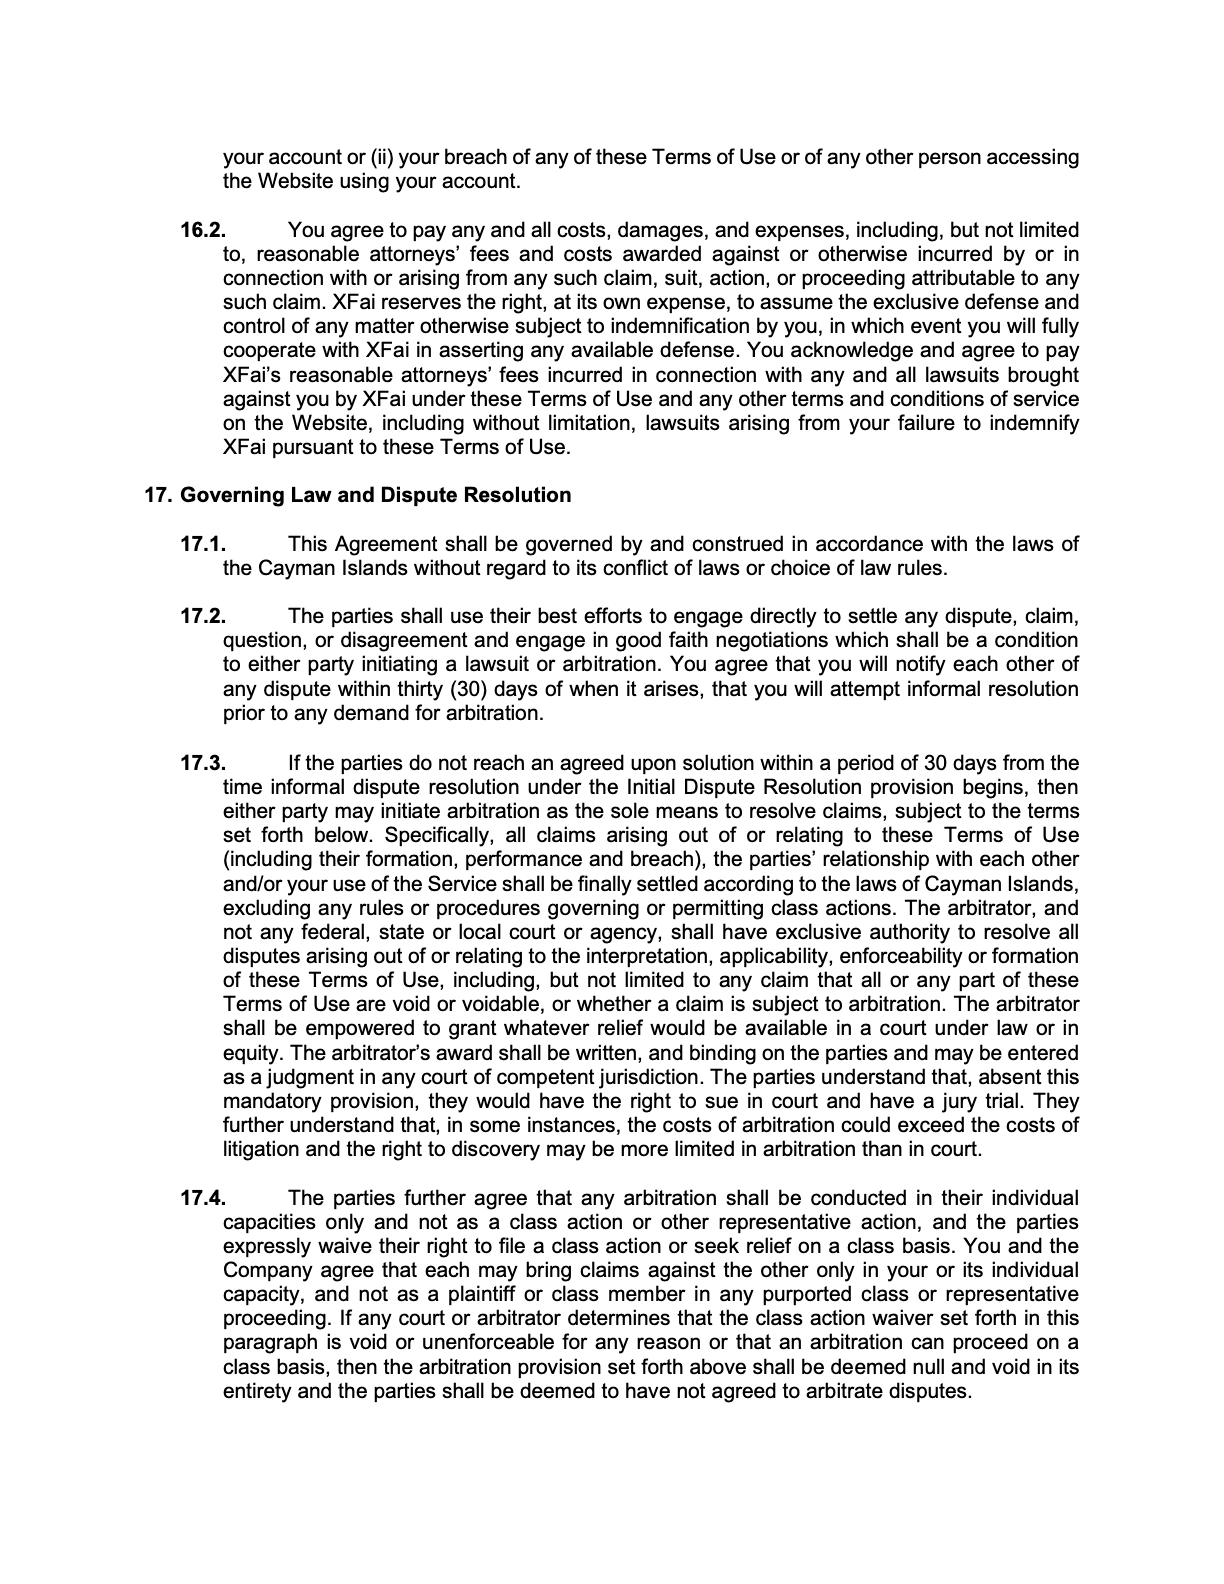 your account or (ii) your breach of any of these Terms of Use or of any other person accessing
the Website using your account.
16.2. You agree to pay any and all costs, damages, and expenses, including, but not limited
to, reasonable attorneys’ fees and costs awarded against or otherwise incurred by or in
connection with or arising from any such claim, suit, action, or proceeding attributable to any
such claim. XFai reserves the right, at its own expense, to assume the exclusive defense and
control of any matter otherwise subject to indemnification by you, in which event you will fully
cooperate with XFai in asserting any available defense. You acknowledge and agree to pay
XFai’s reasonable attorneys’ fees incurred in connection with any and all lawsuits brought
against you by XFai under these Terms of Use and any other terms and conditions of service
on the Website, including without limitation, lawsuits arising from your failure to indemnify
XFai pursuant to these Terms of Use.
17. Governing Law and Dispute Resolution
17.1. This Agreement shall be governed by and construed in accordance with the laws of
the Cayman Islands without regard to its conflict of laws or choice of law rules.
17.2. The parties shall use their best efforts to engage directly to settle any dispute, claim,
question, or disagreement and engage in good faith negotiations which shall be a condition
to either party initiating a lawsuit or arbitration. You agree that you will notify each other of
any dispute within thirty (30) days of when it arises, that you will attempt informal resolution
prior to any demand for arbitration.
17.3. If the parties do not reach an agreed upon solution within a period of 30 days from the
time informal dispute resolution under the Initial Dispute Resolution provision begins, then
either party may initiate arbitration as the sole means to resolve claims, subject to the terms
set forth below. Specifically, all claims arising out of or relating to these Terms of Use
(including their formation, performance and breach), the parties’ relationship with each other
and/or your use of the Service shall be finally settled according to the laws of Cayman Islands,
excluding any rules or procedures governing or permitting class actions. The arbitrator, and
not any federal, state or local court or agency, shall have exclusive authority to resolve all
disputes arising out of or relating to the interpretation, applicability, enforceability or formation
of these Terms of Use, including, but not limited to any claim that all or any part of these
Terms of Use are void or voidable, or whether a claim is subject to arbitration. The arbitrator
shall be empowered to grant whatever relief would be available in a court under law or in
equity. The arbitrator’s award shall be written, and binding on the parties and may be entered
as a judgment in any court of competent jurisdiction. The parties understand that, absent this
mandatory provision, they would have the right to sue in court and have a jury trial. They
further understand that, in some instances, the costs of arbitration could exceed the costs of
litigation and the right to discovery may be more limited in arbitration than in court.
17.4. The parties further agree that any arbitration shall be conducted in their individual
capacities only and not as a class action or other representative action, and the parties
expressly waive their right to file a class action or seek relief on a class basis. You and the
Company agree that each may bring claims against the other only in your or its individual
capacity, and not as a plaintiff or class member in any purported class or representative
proceeding. If any court or arbitrator determines that the class action waiver set forth in this
paragraph is void or unenforceable for any reason or that an arbitration can proceed on a
class basis, then the arbitration provision set forth above shall be deemed null and void in its
entirety and the parties shall be deemed to have not agreed to arbitrate disputes.